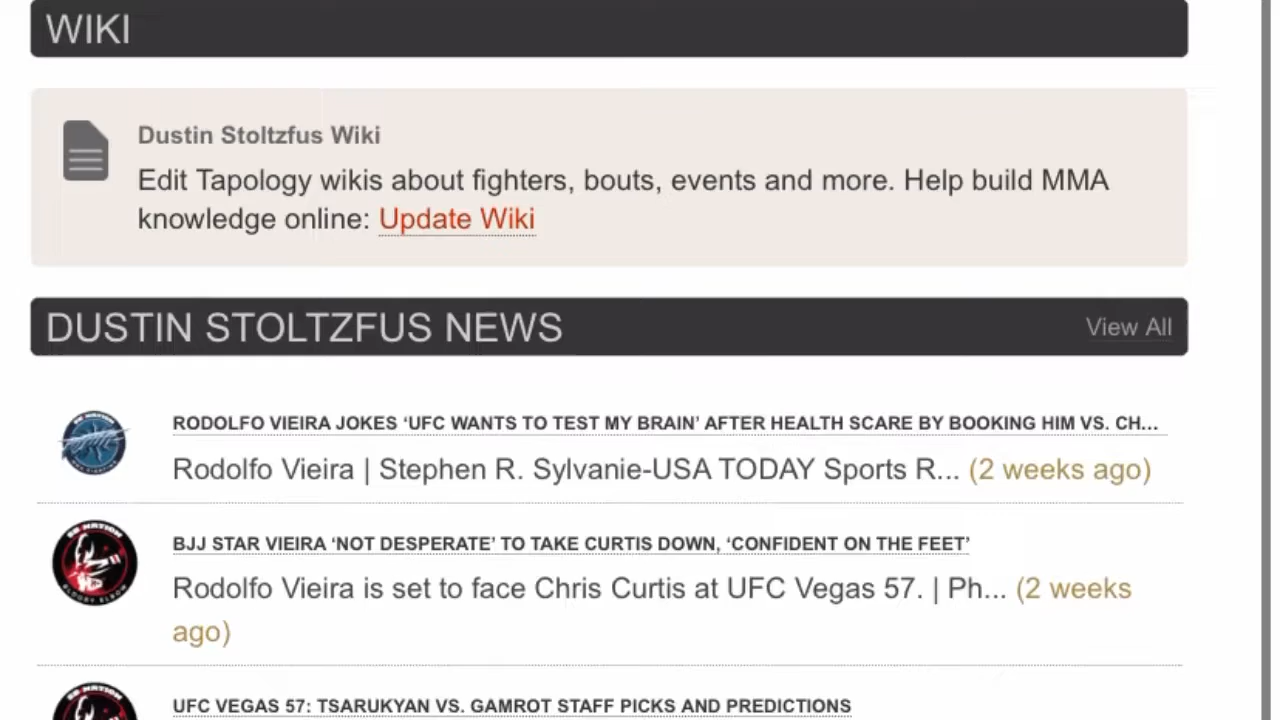 WIKI
Dustin Stoltzfus Wiki
Edit Tapology wikis about fighters, bouts, events and more. Help build MMA
knowledge online: Update Wiki
DUSTIN STOLTZFUS NEWS
View All
RODOLFO VIEIRA JOKES ‘UFC WANTS TO TEST MY BRAIN’ AFTER HEALTH SCARE BY BOOKING HIM VS. CH...
Rodolfo Vieira | Stephen R. Sylvanie-USA TODAY Sports R... (2 weeks ago)
BJJ STAR VIEIRA ‘NOT DESPERATE’ TO TAKE CURTIS DOWN, ‘CONFIDENT ON THE FEET’
Rodolfo Vieira is set to face Chris Curtis at UFC Vegas 57. | Ph... (2 weeks
ago)
UFC VEGAS 57: TSARUKYAN VS. GAMROT STAFF PICKS AND PREDICTIONS